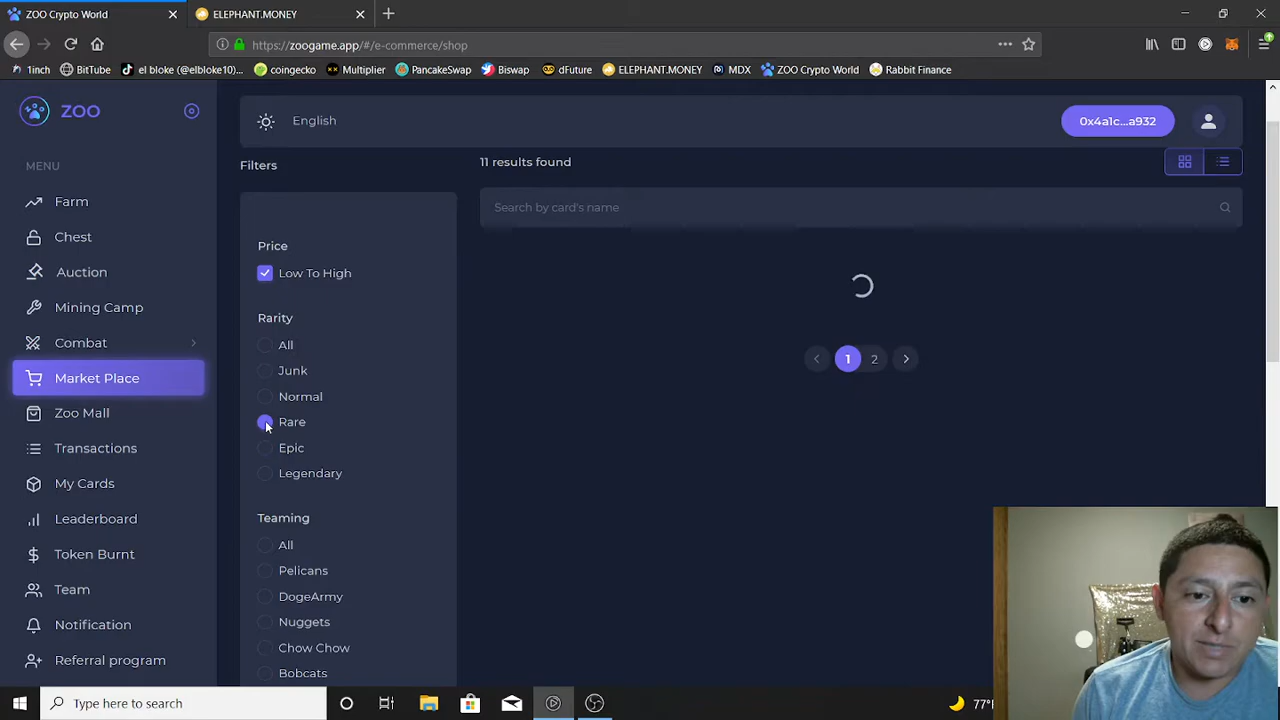 ZOO Crypto World
ELEPHANT.MONEY
https://zoogame.app/#/e-commerce/shop
1inch
BitTube
el bloke (@elbloke10)...
coingecko
Multiplier
PancakeSwap
Biswap
dFuture
ELEPHANT.MONEY
MDX
ZOO Crypto World
Rabbit Finance
ZOO
MENU
Farm
Chest
Auction
Mining Camp
Combat
Market Place
Zoo Mall
Transactions
My Cards
Leaderboard
Token Burnt
Team
Notification
Referral program
English
0x4a1c...a932
Filters
Price
Low To High
Rarity
All
Junk
Normal
Rare
Epic
Legendary
Teaming
All
Pelicans
DogeArmy
Nuggets
Chow Chow
Bobcats
11 results found
Search by card's name
1 2
Type here to search
77°F